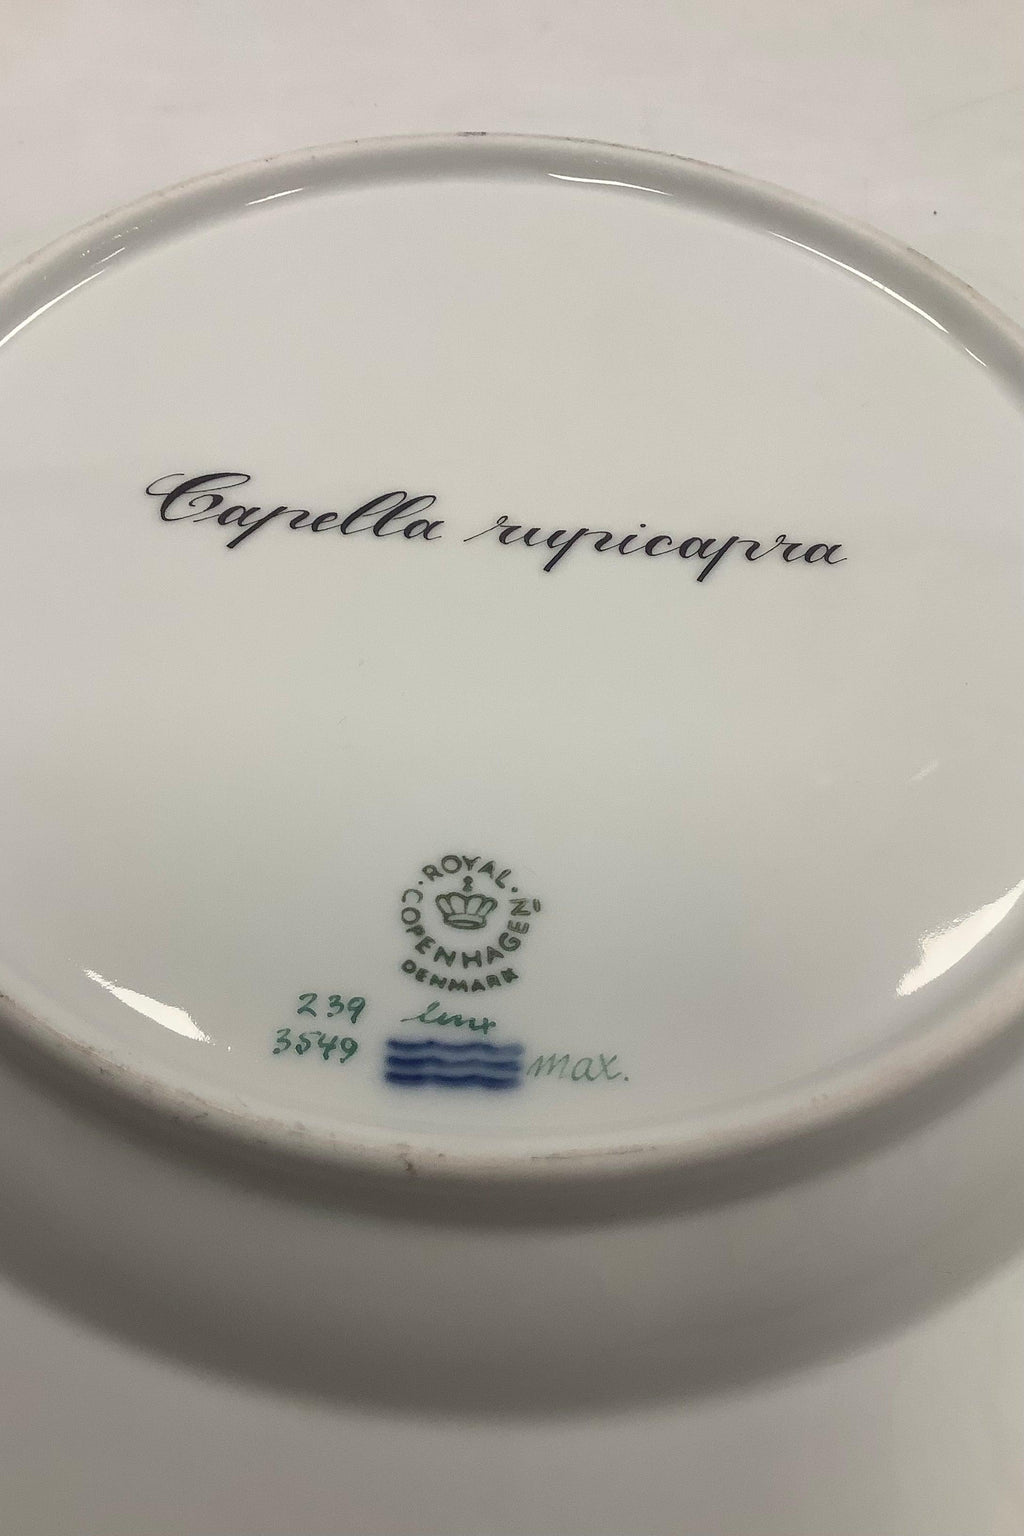 Capella rupicapra
ROYAL
COPENHAGEN
DENMARK
239
3549
max.